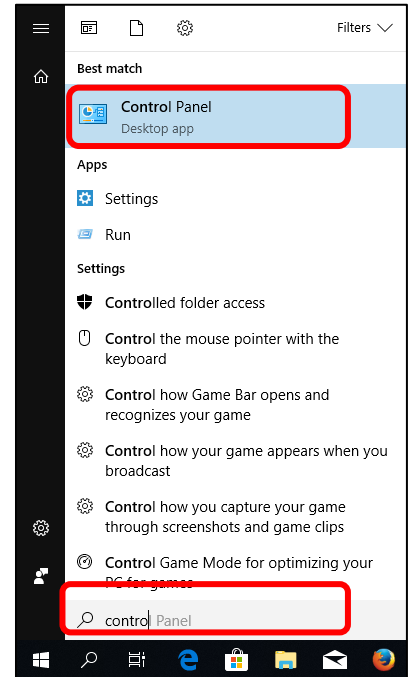 Filters
Best match
Control Panel
Desktop app
Apps
Settings
Run
Settings
Controlled folder access
Control the mouse pointer with the
keyboard
Control how Game Bar opens and
recognizes your game
Control how your game appears when you
broadcast
Control how you capture your game
through screenshots and game clips
Control Game Mode for optimizing your
PC for games
control Panel